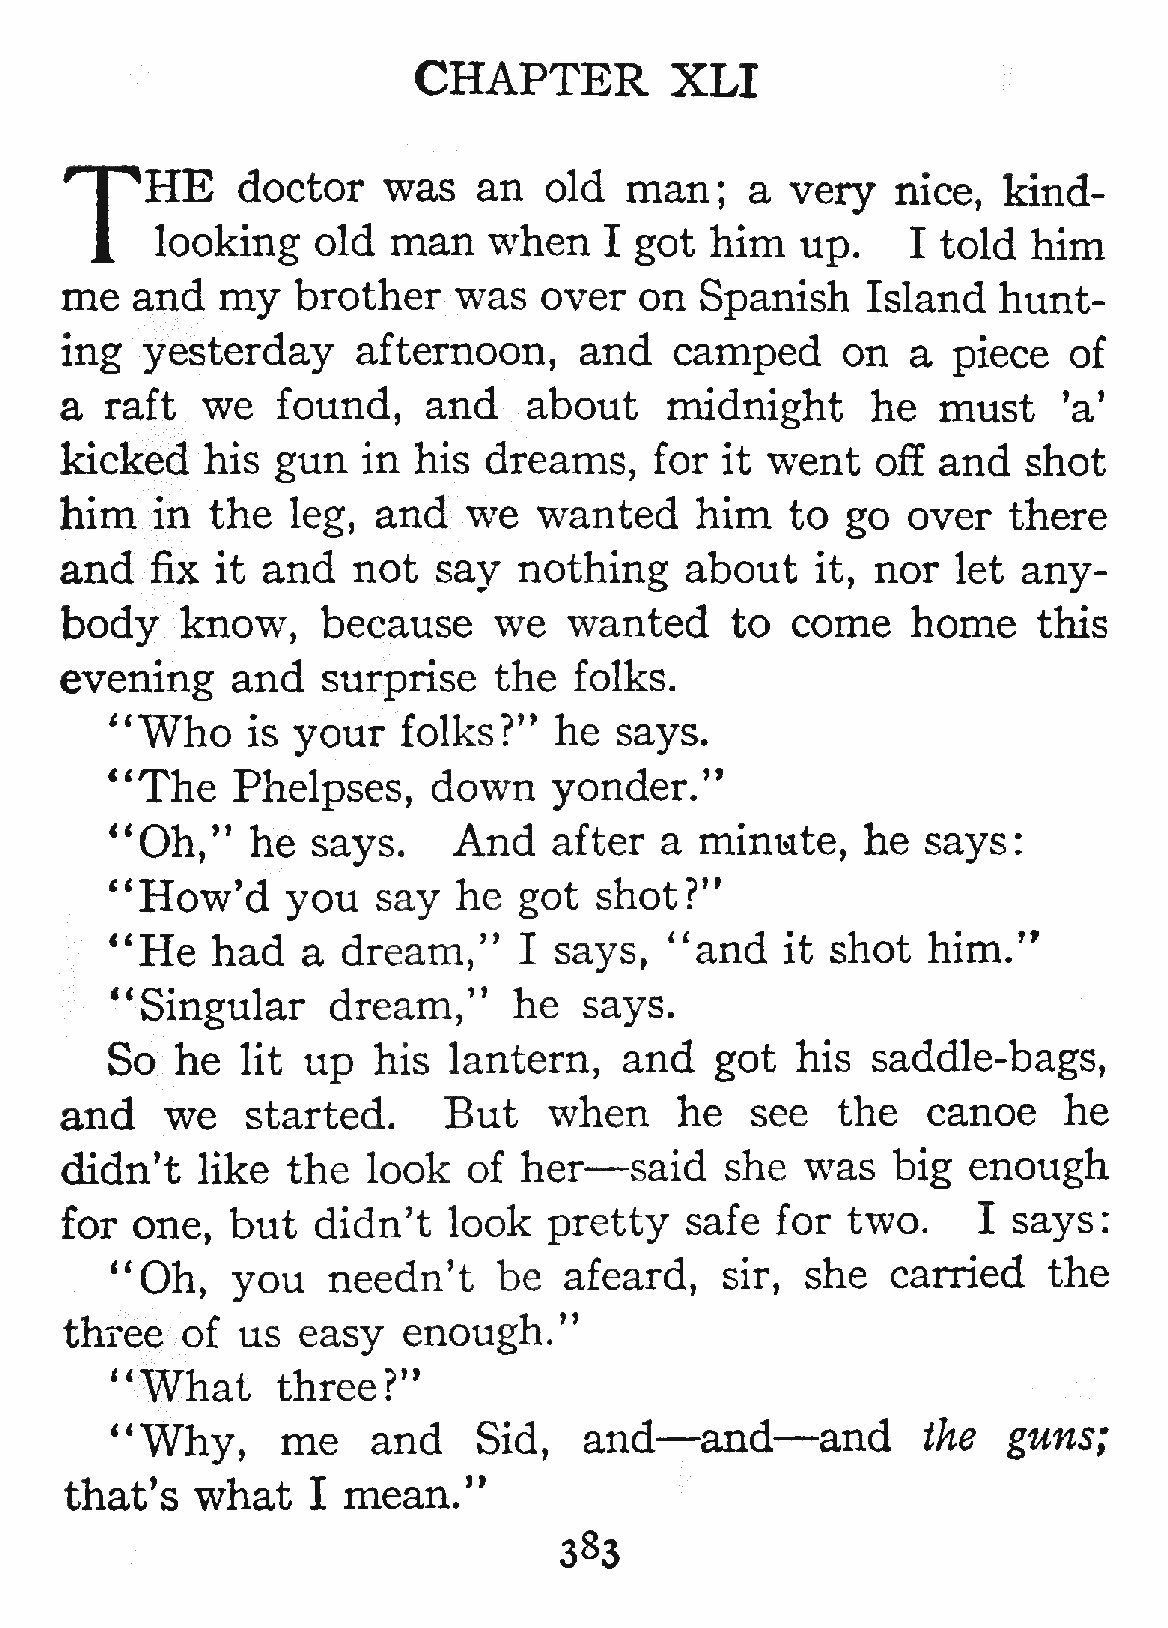 CHAPTER XLI
THE doctor was an old man; a very nice, kind-
looking old man when I got him up. I told him
me and my brother was over on Spanish Island hunt-
ing yesterday afternoon, and camped on a piece of
a raft we found, and about midnight he must 'a'
kicked his gun in his dreams, for it went off and shot
him in the leg, and we wanted him to go over there
and fix it and not say nothing about it, nor let any-
body know, because we wanted to come home this
evening and surprise the folks.
"Who is your folks?" he says.
"The Phelpses, down yonder."
"Oh," he says. And after a minute, he says:
"How'd you say he got shot?"
"He had a dream," I says, "and it shot him."
"Singular dream," he says.
So he lit up his lantern, and got his saddle-bags,
and we started. But when he see the canoe he
didn't like the look of her—said she was big enough
for one, but didn't look pretty safe for two. I says:
"Oh, you needn't be afeard, sir, she carried the
three of us easy enough."
"What three?"
"Why, me and Sid, and—and—and the guns;
that's what I mean."
383